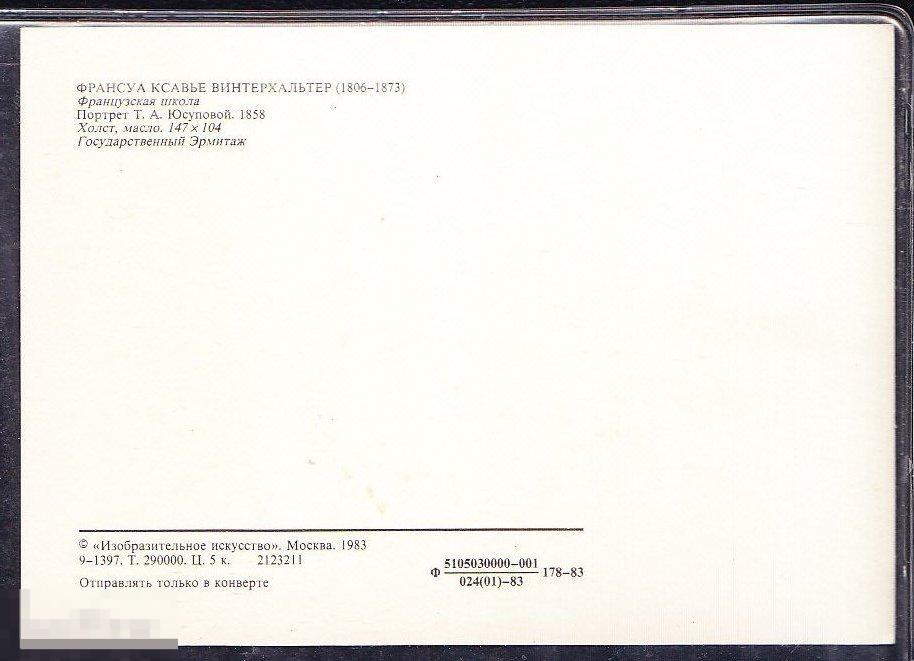 ФРАНСУА КСАВЬЕ ВИНТЕРХАЛЬТЕР (1806–1873)
Французская школа
Портрет Т. А. Юсуповой. 1858
Холст, масло. 147 × 104
Государственный Эрмитаж
© «Изобразительное искусство». Москва. 1983
9–1397. Т. 290000. Ц. 5 к. 2123211
Отправлять только в конверте
Ф 5105030000–001 178–83
024(01)–83